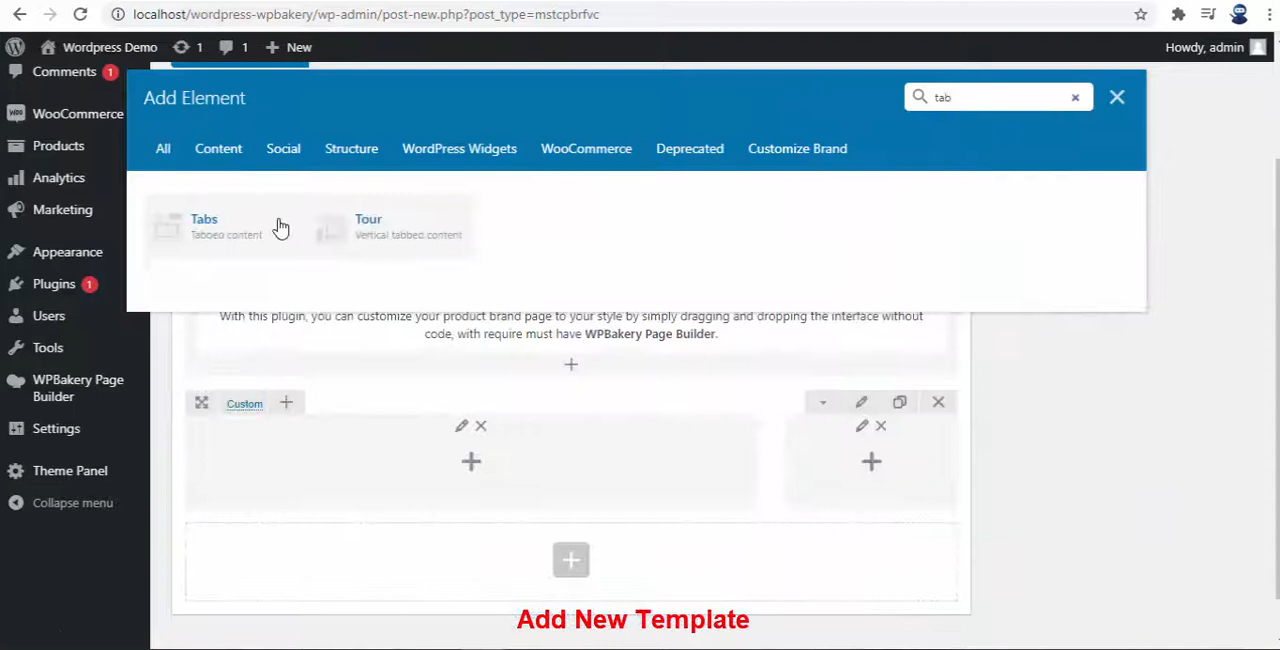 localhost/wordpress-wpbakery/wp-admin/post-new.php?post_type=mstcpbrfvc
Wordpress Demo 1 1 New Howdy, admin
Comments 1
WooCommerce
Products
Analytics
Marketing
Appearance
Plugins 1
Users
Tools
WPBakery Page
Builder
Settings
Theme Panel
Collapse menu
Add Element
tab
All Content Social Structure WordPress Widgets WooCommerce Deprecated Customize Brand
Tabs
Tabbed content
Tour
Vertical tabbed content
With this plugin, you can customize your product brand page to your style by simply dragging and dropping the interface without
code, with require must have WPBakery Page Builder.
Custom
Add New Template